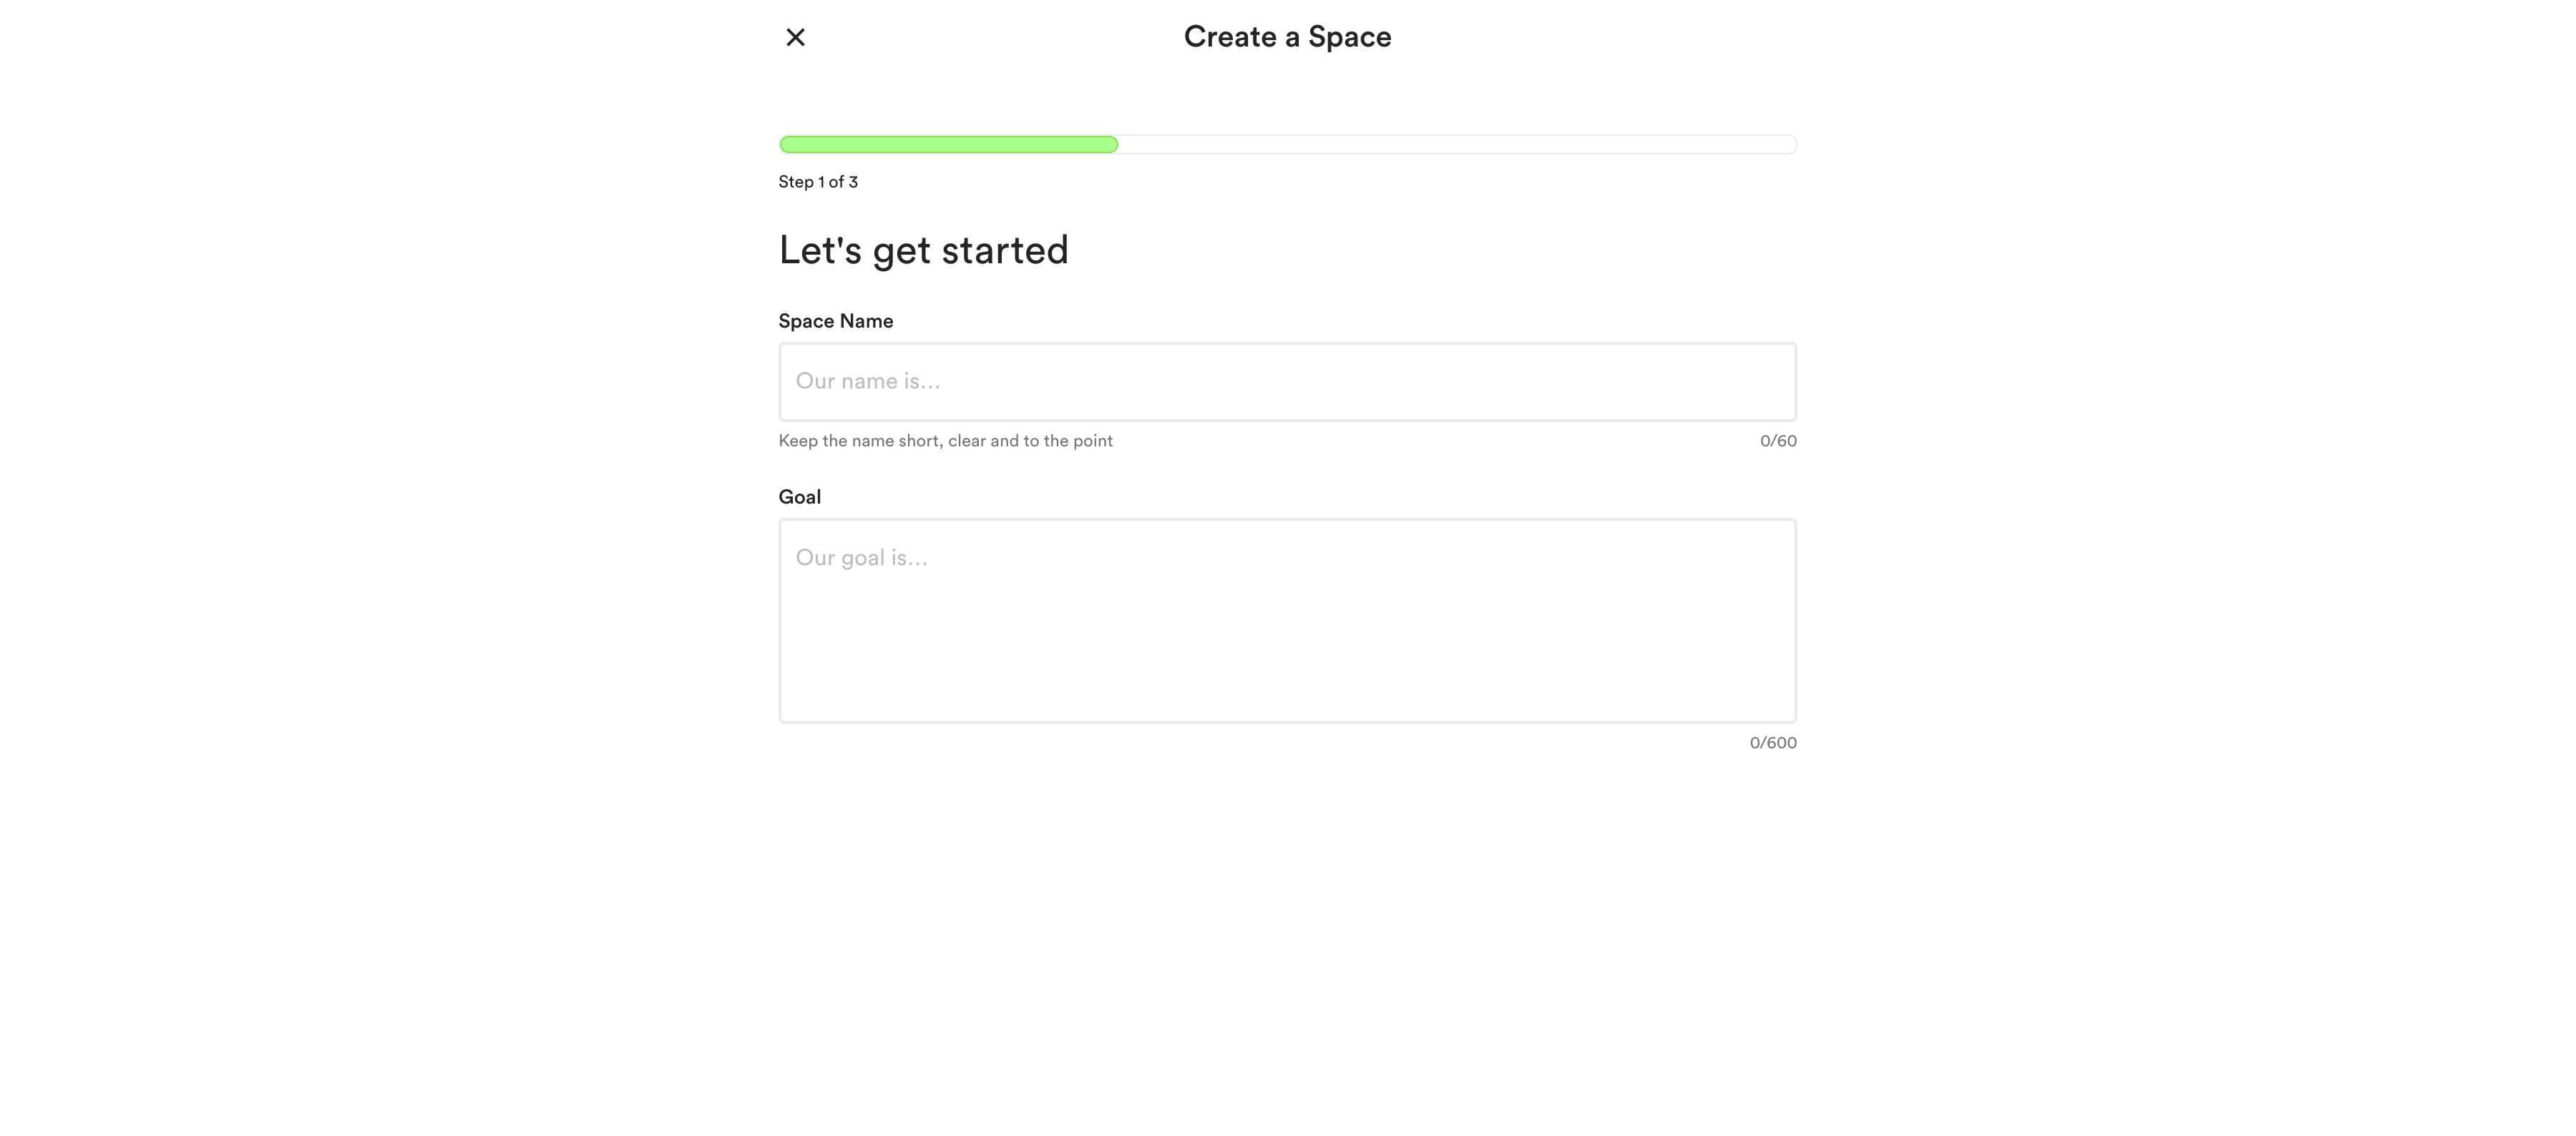 Create a Space
Step 1 of 3
Let's get started
Space Name
Our name is...
Keep the name short, clear and to the point
0/60
Goal
Our goal is...
0/600